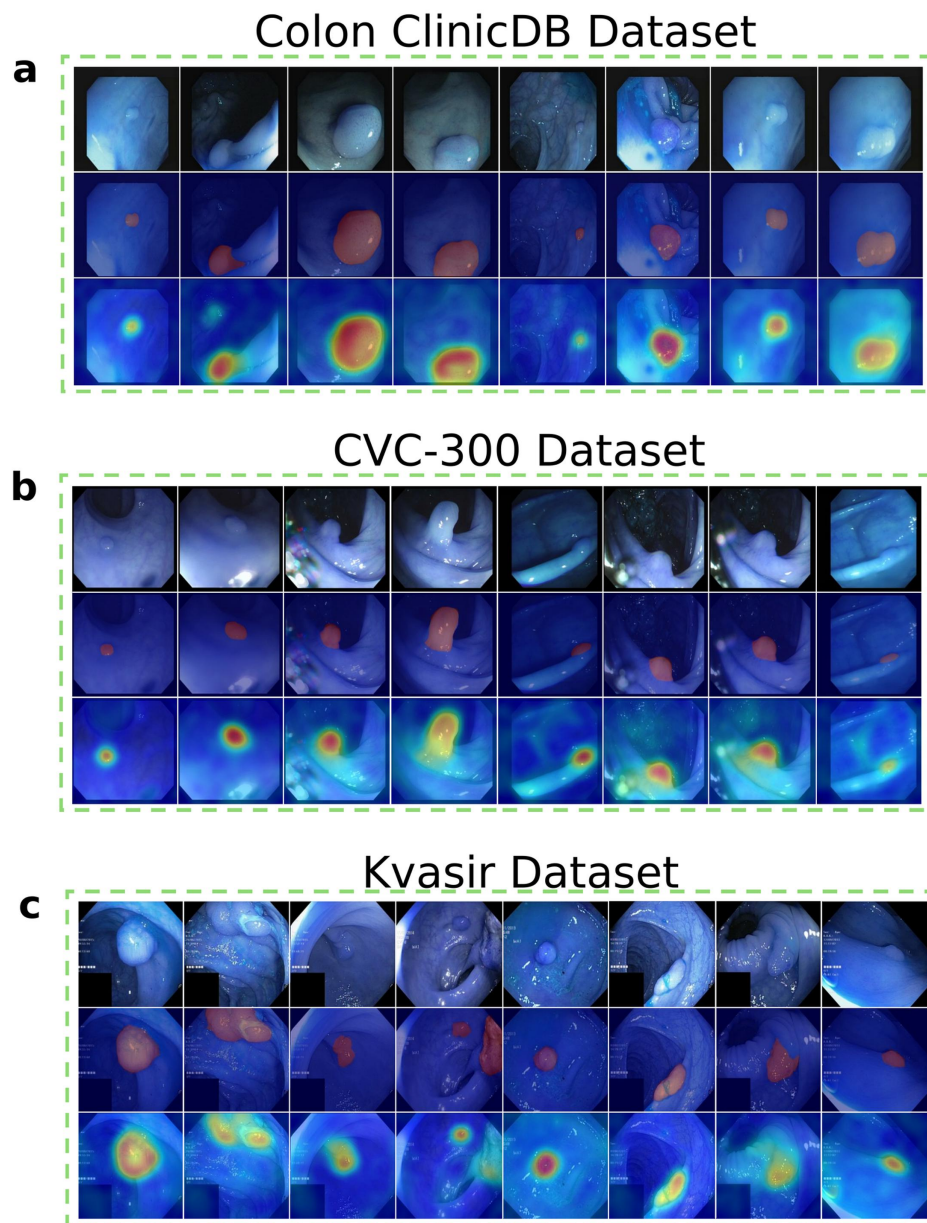 Colon ClinicDB Dataset
a
CVC-300 Dataset
b
Kvasir Dataset
c